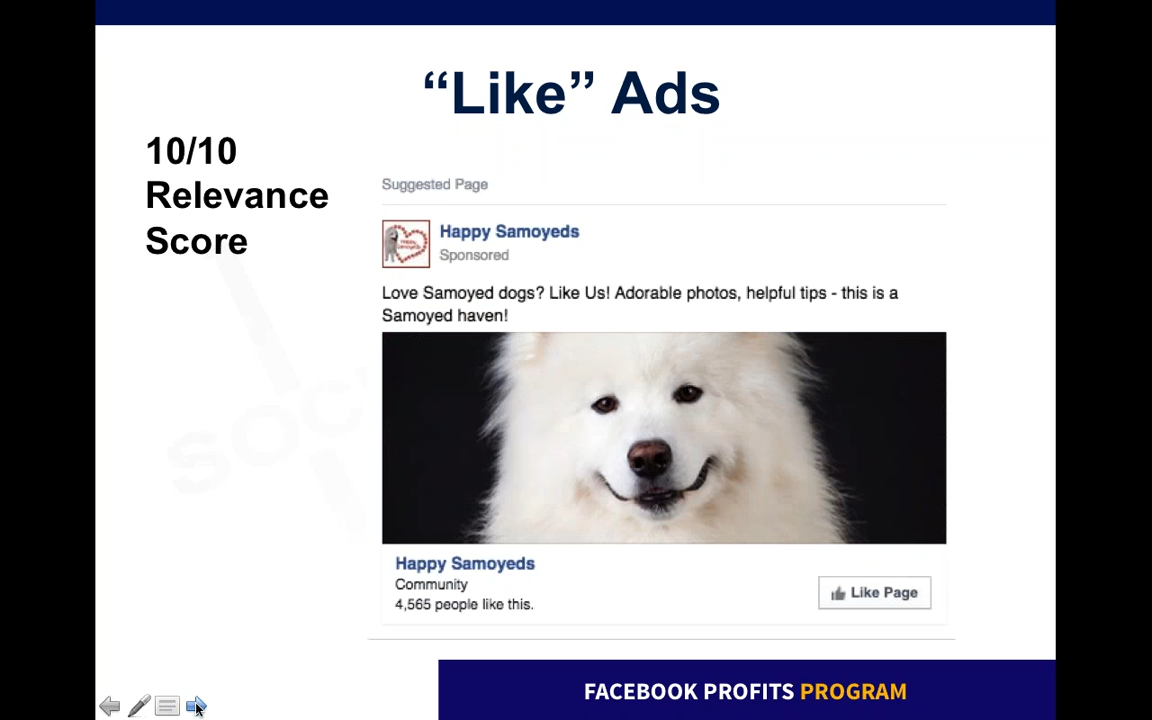 “Like” Ads
10/10
Relevance
Score
Suggested Page
Happy Samoyeds
Sponsored
Love Samoyed dogs? Like Us! Adorable photos, helpful tips - this is a
Samoyed haven!
Happy Samoyeds
Community
4,565 people like this.
Like Page
FACEBOOK PROFITS PROGRAM